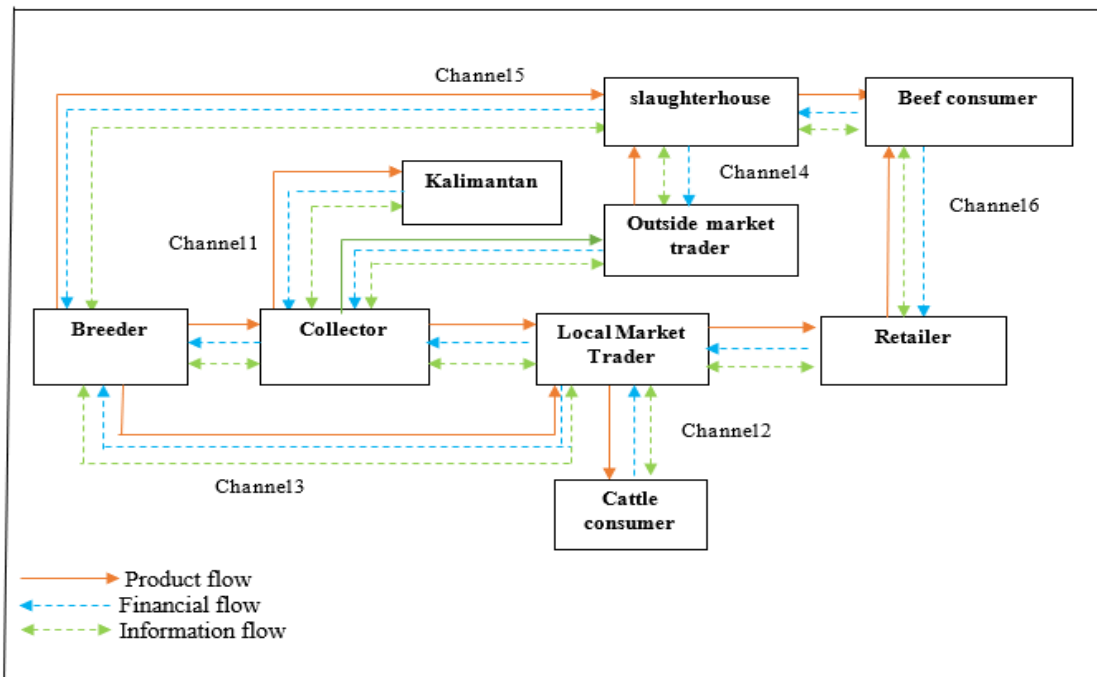 Channel5
slaughterhouse
Beef consumer
Kalimantan
Channel4
Outside market
trader
Channel6
Channel1
Breeder
Collector
Local Market
Trader
Retailer
Channel2
Channel3
Cattle
consumer
Product flow
Financial flow
Information flow